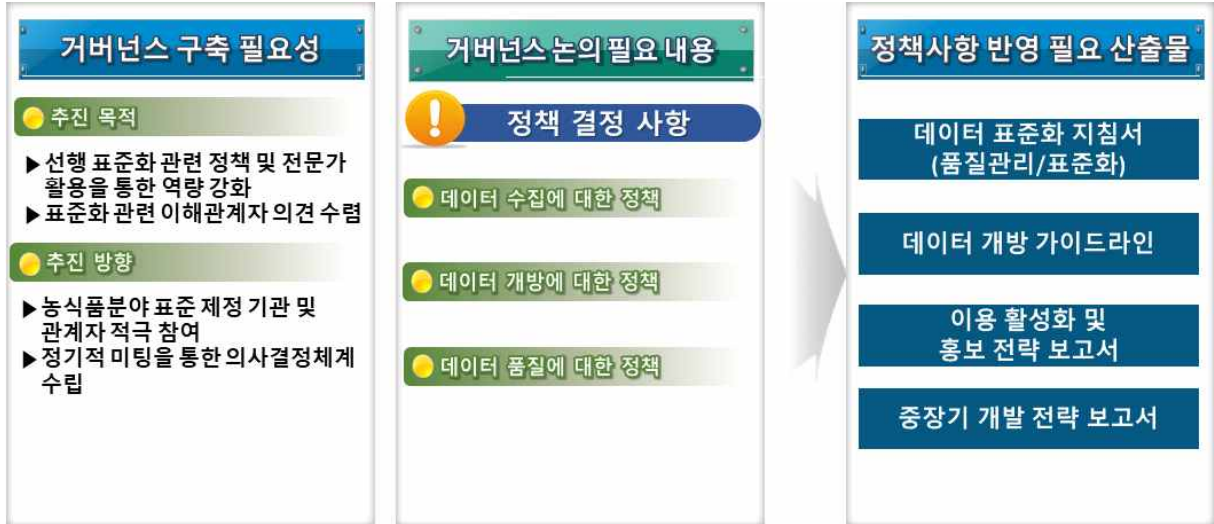 거버넌스 구축 필요성
추진 목적
▶선행 표준화 관련 정책 및 전문가
활용을 통한 역량 강화
▶표준화 관련 이해관계자 의견 수렴
추진 방향
▶농식품분야 표준 제정 기관 및
관계자 적극 참여
▶정기적 미팅을 통한 의사결정체계
수립
거버넌스 논의 필요 내용
!
정책 결정 사항
데이터 수집에 대한 정책
데이터 개방에 대한 정책
데이터 품질에 대한 정책
정책사항 반영 필요 산출물
데이터 표준화 지침서
(품질관리/표준화)
데이터 개방 가이드라인
이용 활성화 및
홍보 전략 보고서
중장기 개발 전략 보고서